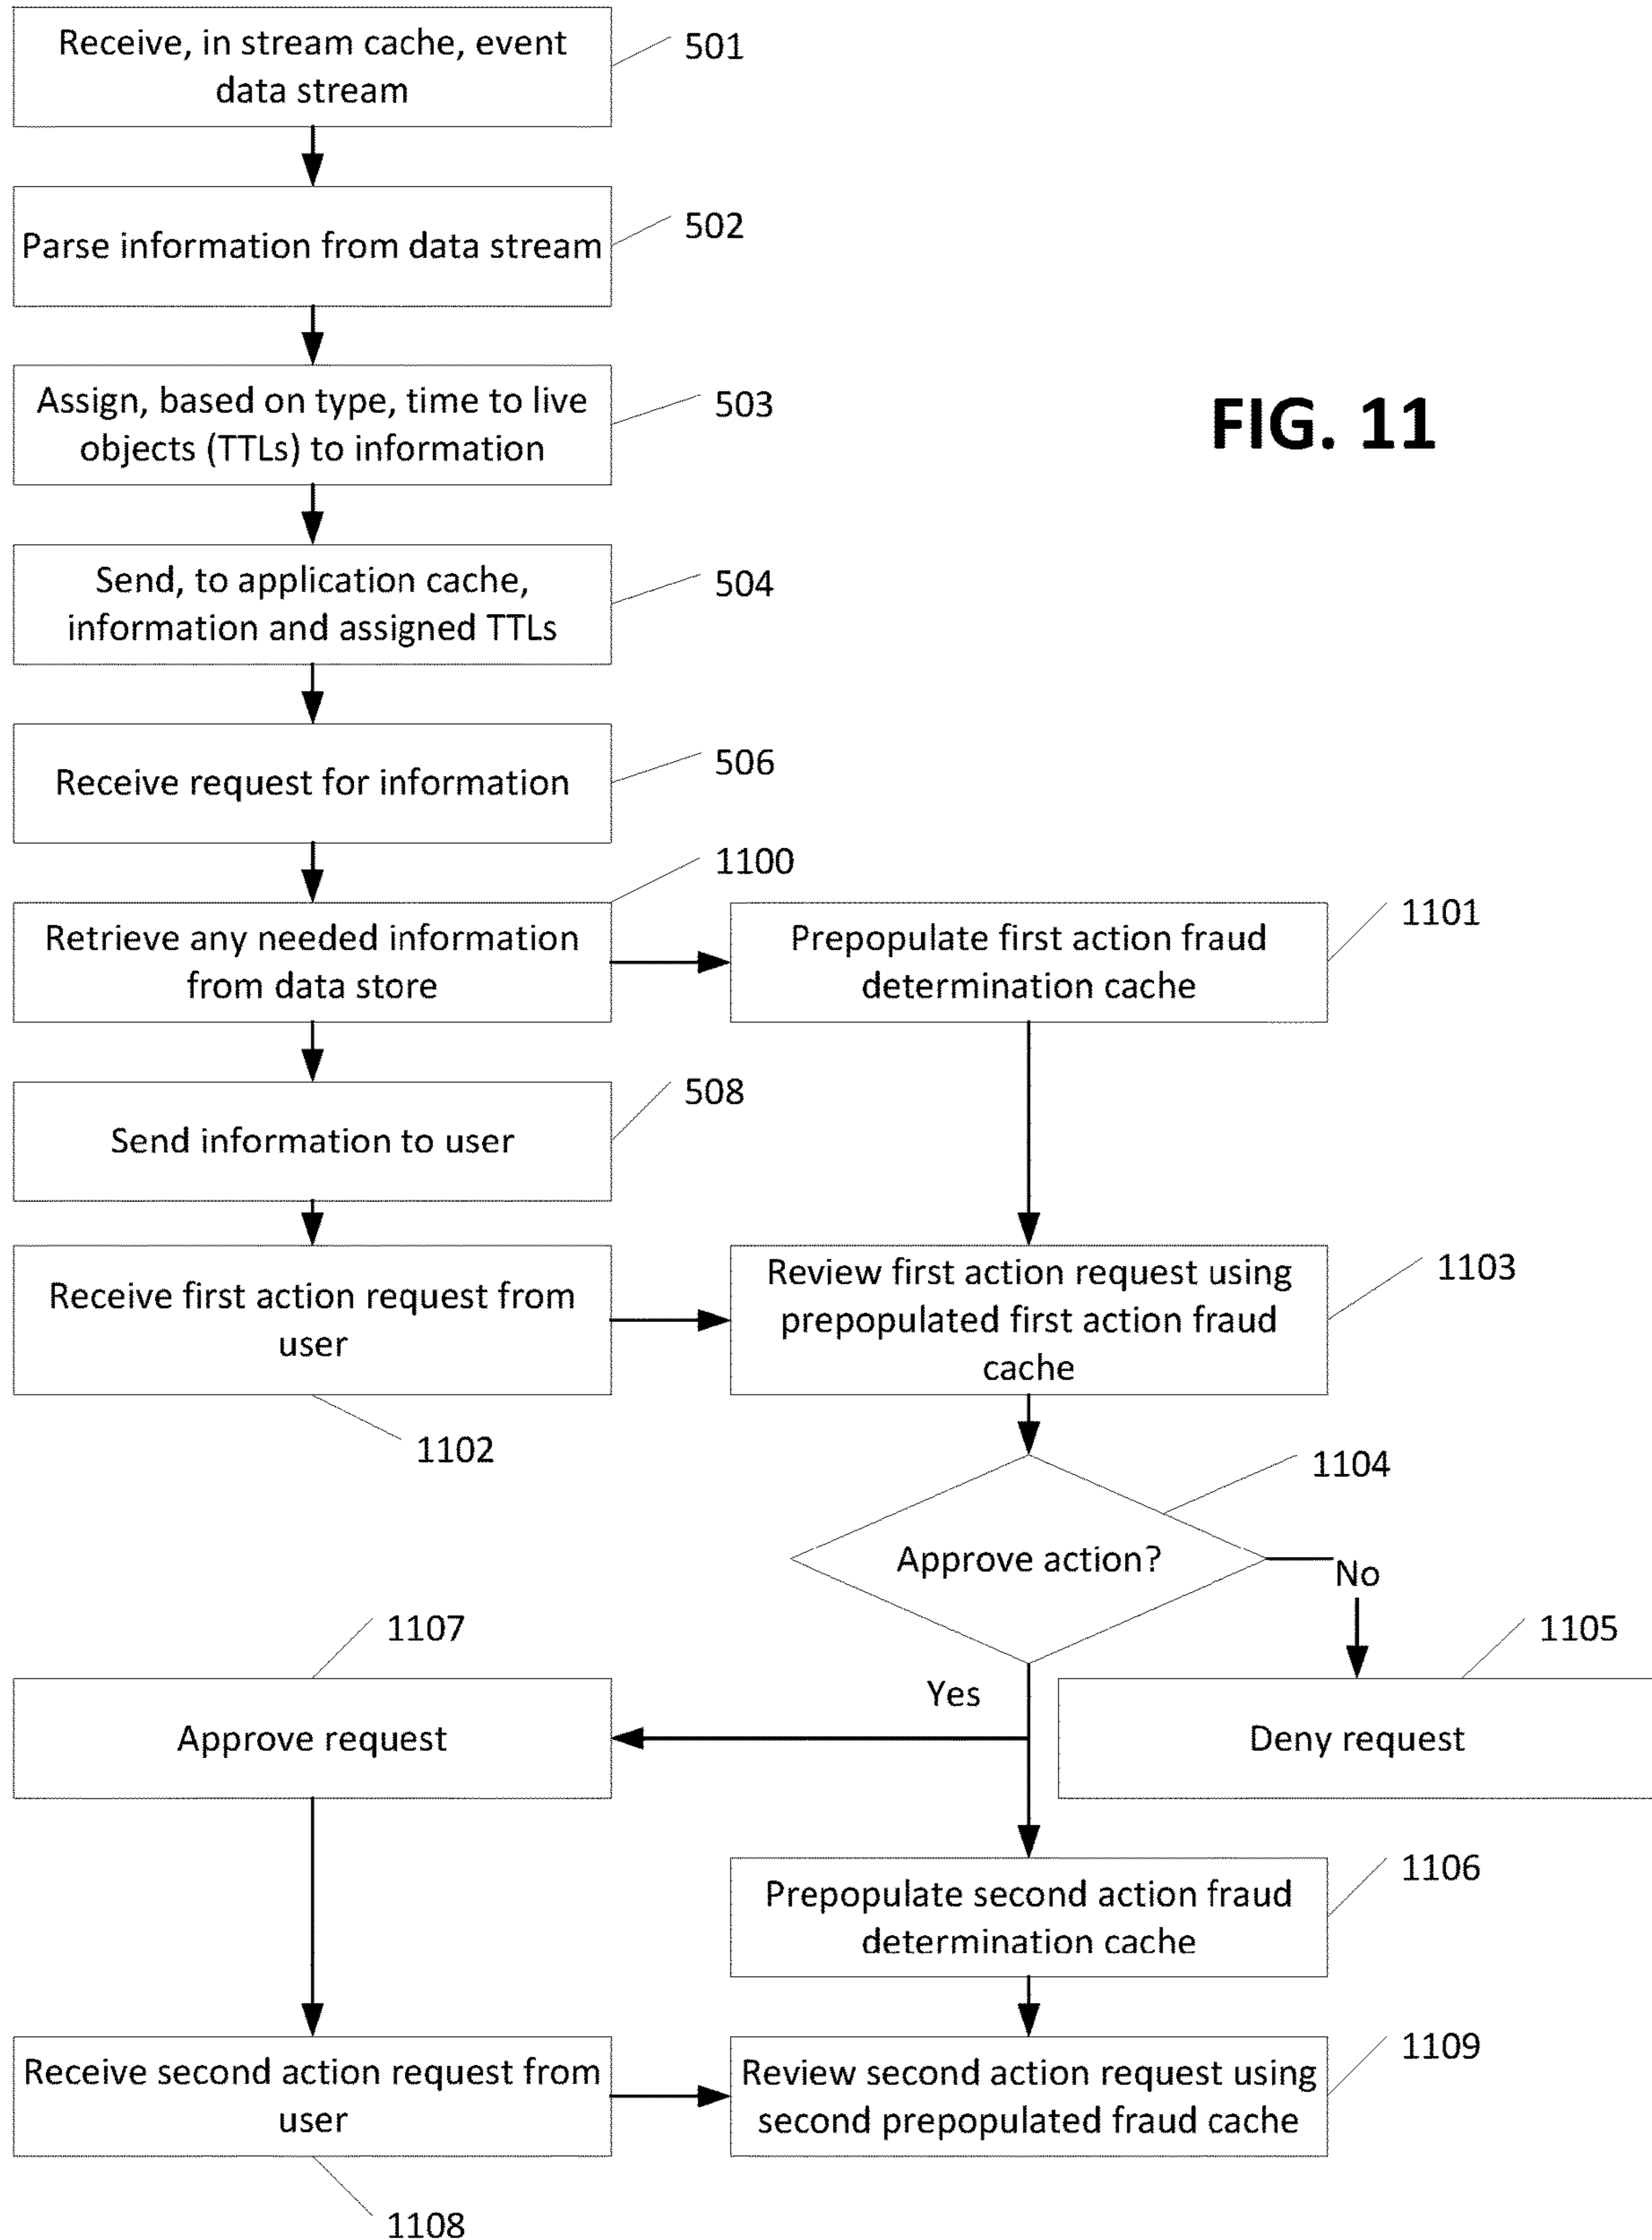 Receive, in stream cache, event
data stream
501
Parse information from data stream
502
Assign, based on type, time to live
objects (TTLs) to information
503
FIG. 11
Send, to application cache,
information and assigned TTLs
504
Receive request for information
506
1100
Retrieve any needed information
from data store
Prepopulate first action fraud
determination cache
1101
Send information to user
508
Receive first action request from
user
1102
Review first action request using
prepopulated first action fraud
cache
1103
Approve action?
1104
No
Yes
1107
Approve request
1105
Deny request
Prepopulate second action fraud
determination cache
1106
Receive second action request from
user
1108
Review second action request using
second prepopulated fraud cache
1109